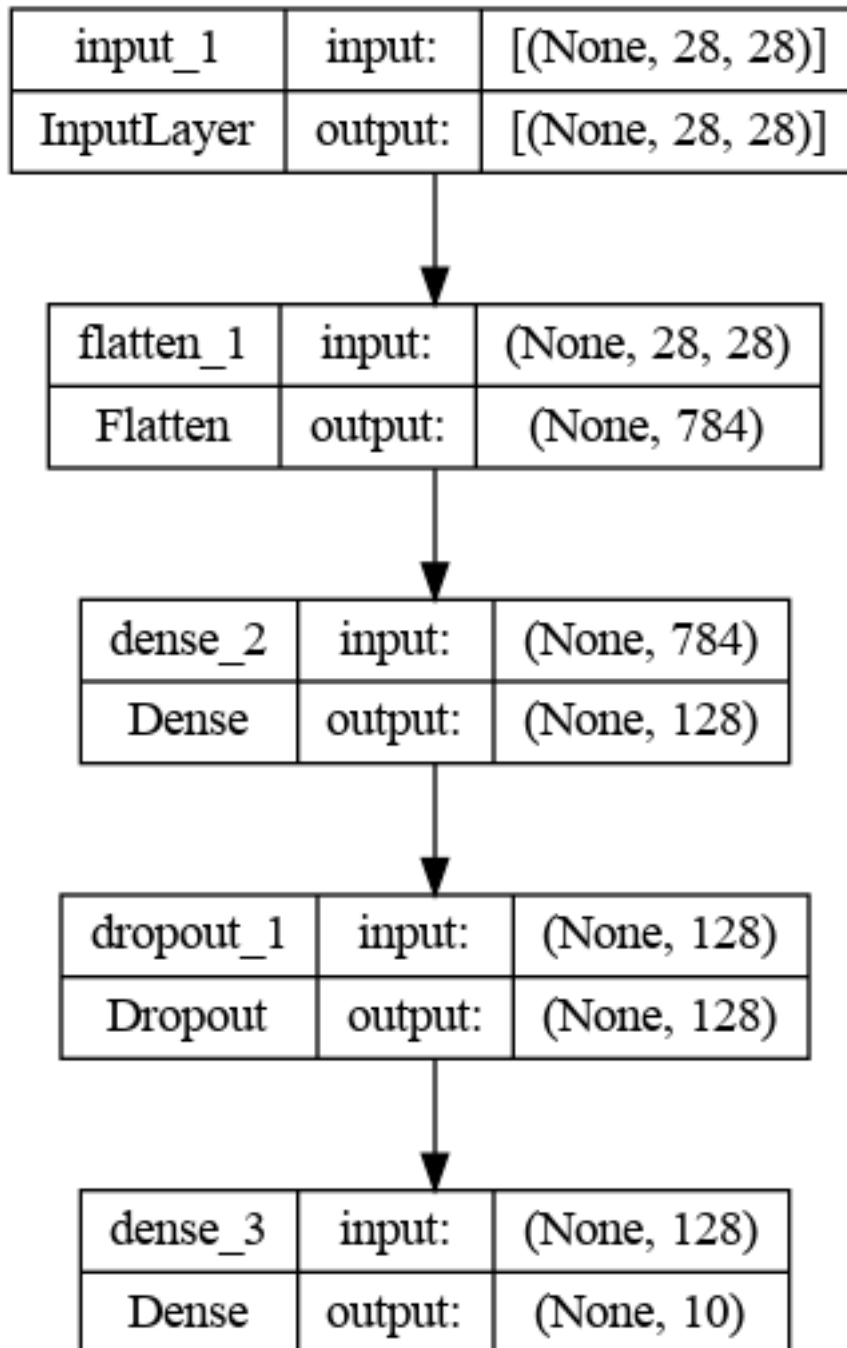 input_1 input: [(None, 28, 28)]
InputLayer output: [(None, 28, 28)]
flatten_1 input: (None, 28, 28)
Flatten output: (None, 784)
dense_2 input: (None, 784)
Dense output: (None, 128)
dropout_1 input: (None, 128)
Dropout output: (None, 128)
dense_3 input: (None, 128)
Dense output: (None, 10)